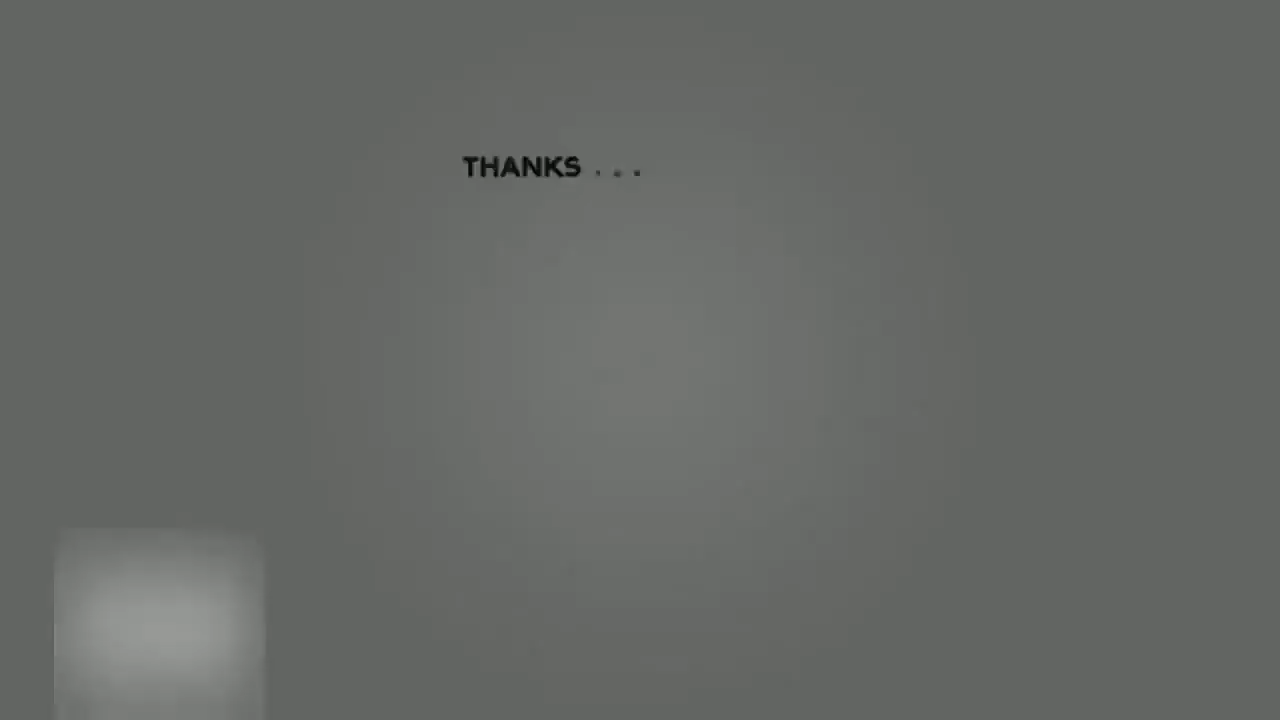 THANKS . . .